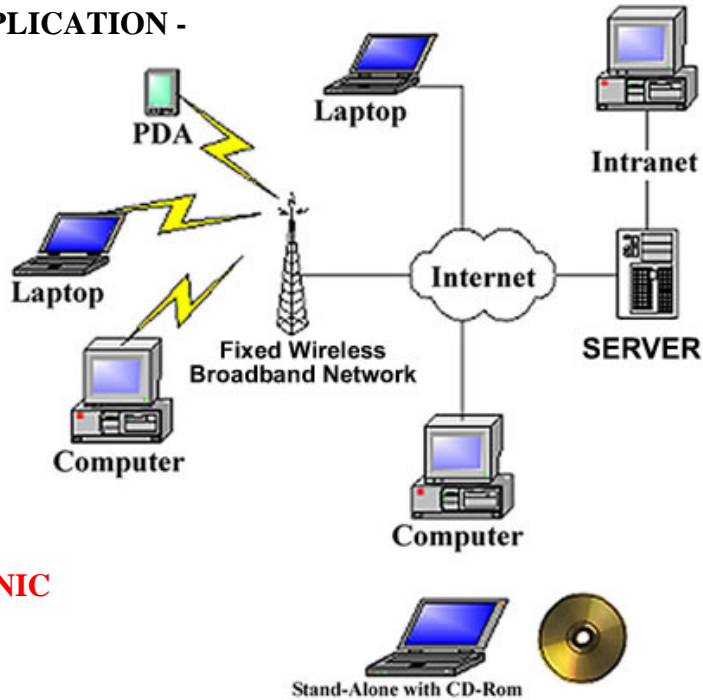 PLICATION -
PDA
Laptop
Intranet
Laptop
Internet
SERVER
Fixed Wireless
Broadband Network
Computer
Computer
NIC
Stand-Alone with CD-Rom